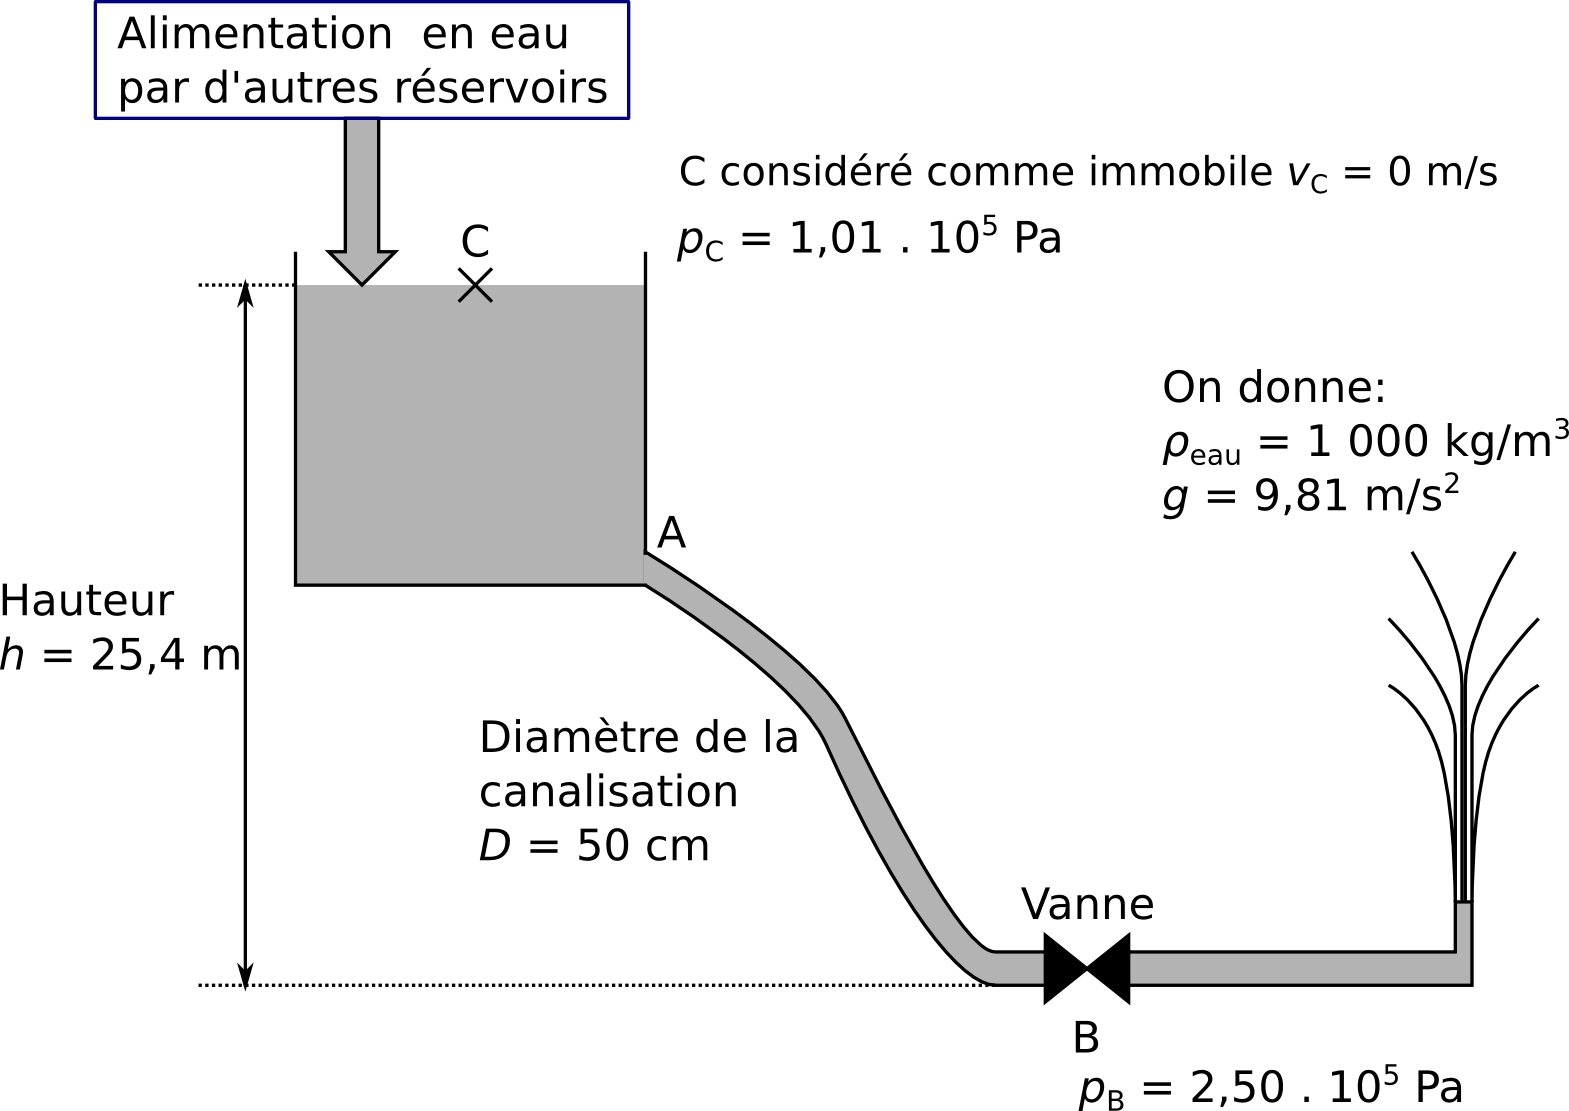 Alimentation en eau
par d'autres réservoirs
C considéré comme immobile vC = 0 m/s
pC = 1,01 . 10⁵ Pa
C
On donne:
ρeau = 1 000 kg/m³
g = 9,81 m/s²
A
Hauteur
h = 25,4 m
Diamètre de la
canalisation
D = 50 cm
Vanne
B
pB = 2,50 . 10⁵ Pa